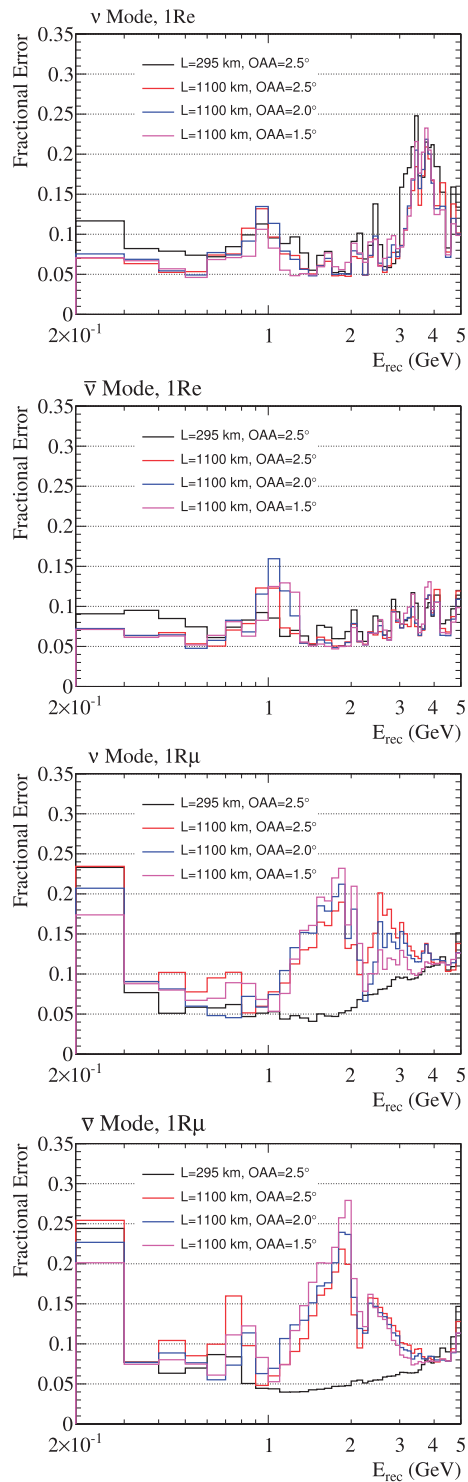 ν Mode, 1Re
Fractional Error
0.35
0.3
0.25
0.2
0.15
0.1
0.05
0
L=295 km, OAA=2.5°
L=1100 km, OAA=2.5°
L=1100 km, OAA=2.0°
L=1100 km, OAA=1.5°
2×10⁻¹ 1 2 3 4 5
E_rec (GeV)
ν̅ Mode, 1Re
Fractional Error
0.35
0.3
0.25
0.2
0.15
0.1
0.05
0
L=295 km, OAA=2.5°
L=1100 km, OAA=2.5°
L=1100 km, OAA=2.0°
L=1100 km, OAA=1.5°
2×10⁻¹ 1 2 3 4 5
E_rec (GeV)
ν Mode, 1Rμ
Fractional Error
0.35
0.3
0.25
0.2
0.15
0.1
0.05
0
L=295 km, OAA=2.5°
L=1100 km, OAA=2.5°
L=1100 km, OAA=2.0°
L=1100 km, OAA=1.5°
2×10⁻¹ 1 2 3 4 5
E_rec (GeV)
ν̅ Mode, 1Rμ
Fractional Error
0.35
0.3
0.25
0.2
0.15
0.1
0.05
0
L=295 km, OAA=2.5°
L=1100 km, OAA=2.5°
L=1100 km, OAA=2.0°
L=1100 km, OAA=1.5°
2×10⁻¹ 1 2 3 4 5
E_rec (GeV)